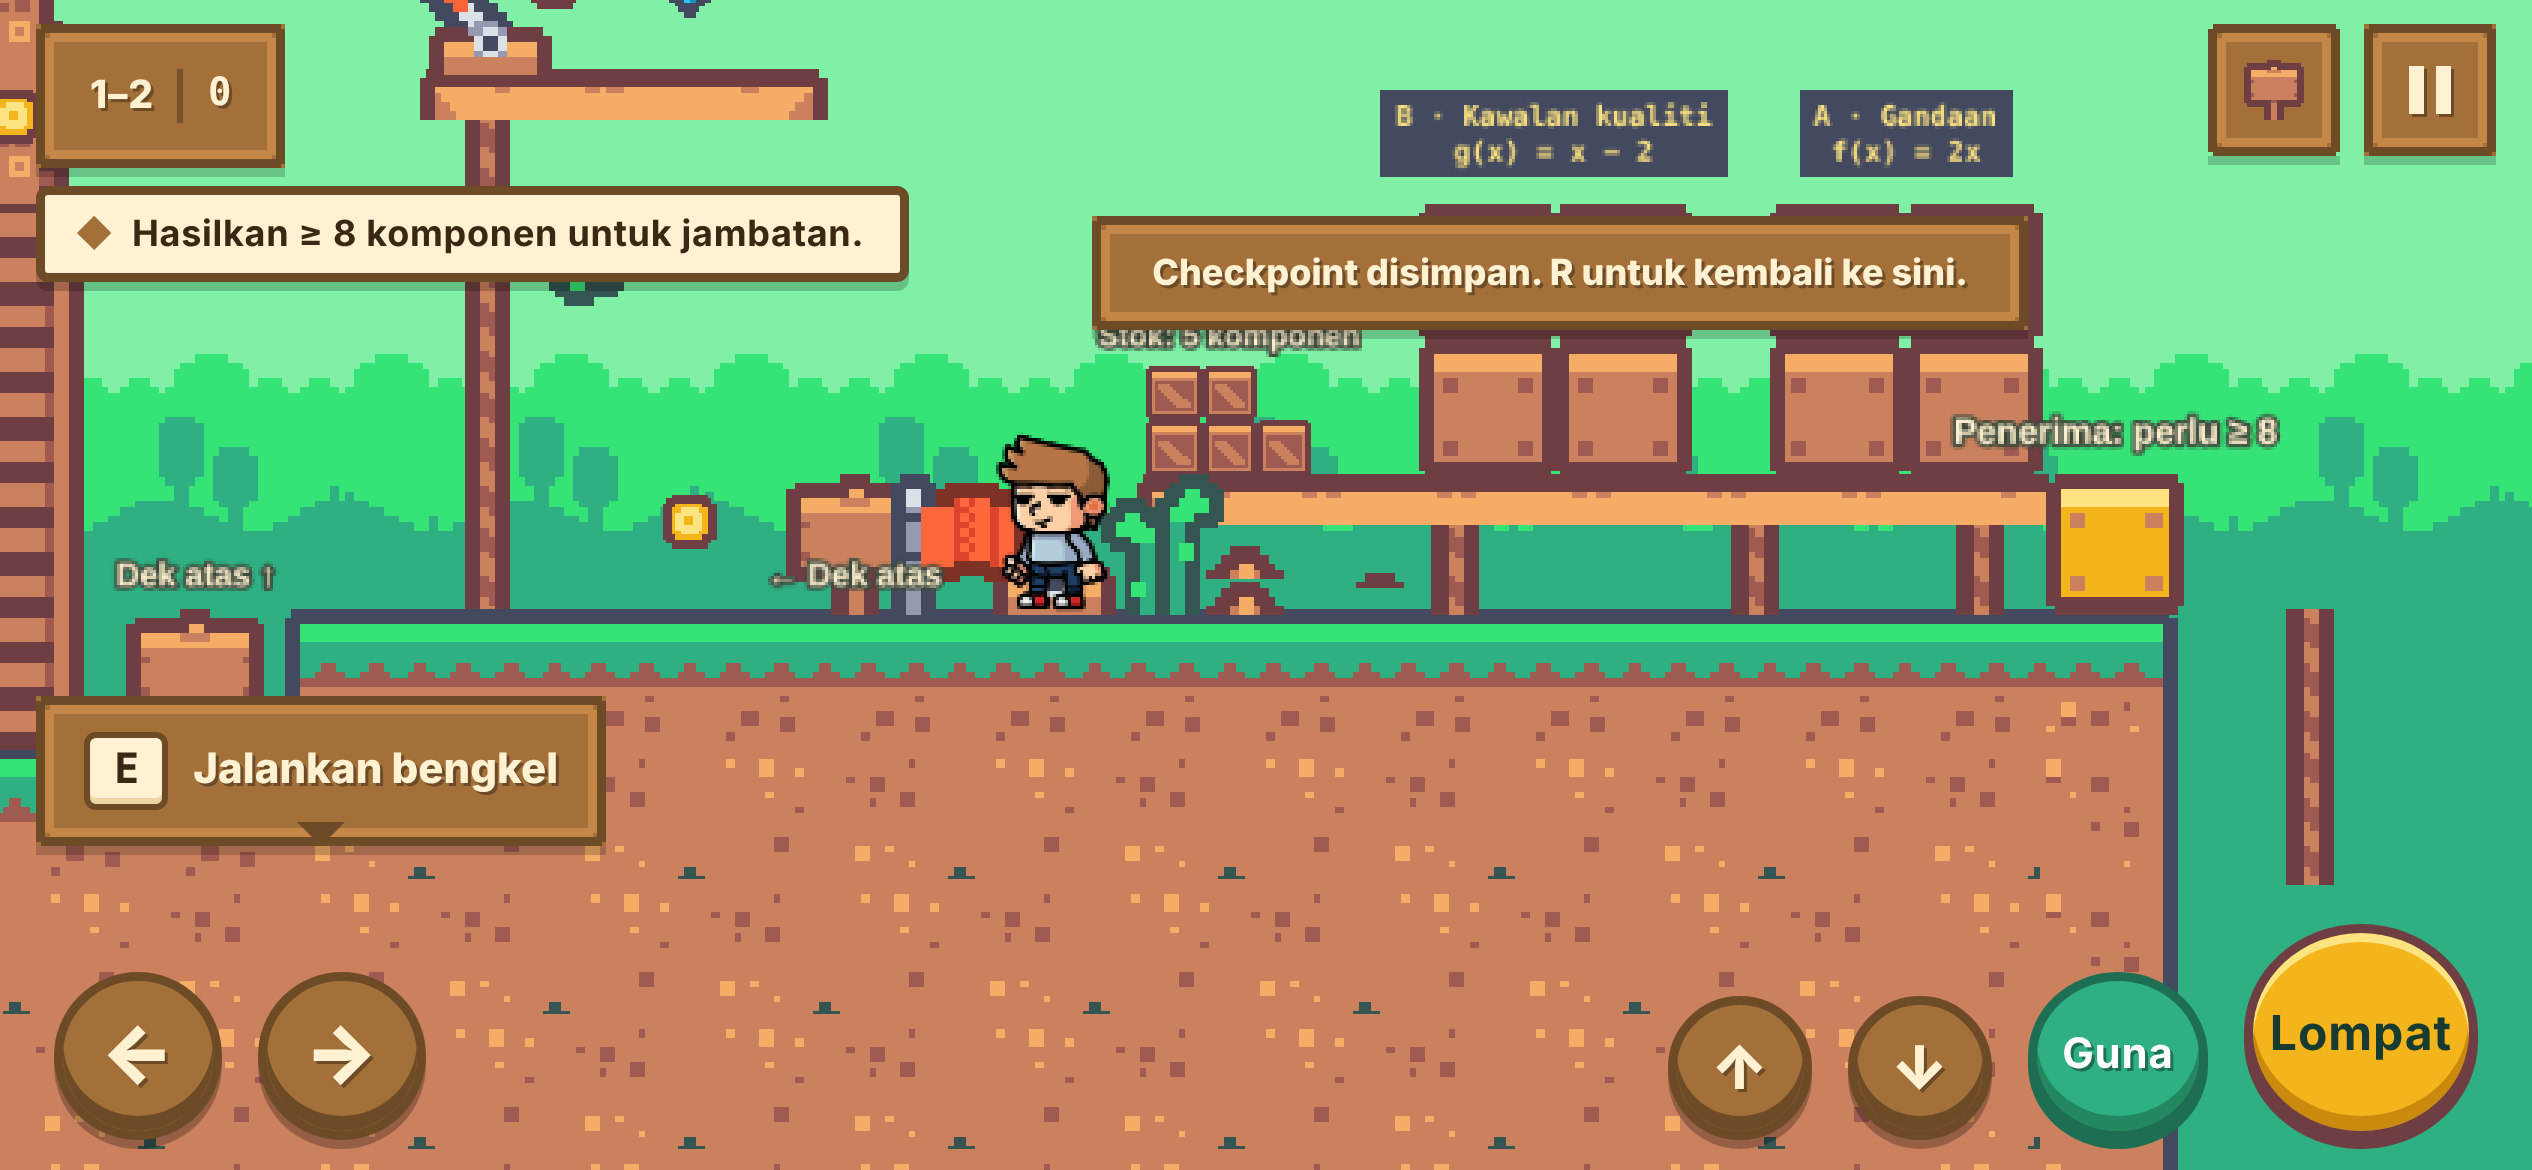 1–2 | 0
B · Kawalan kualiti
g(x) = x − 2
A · Gandaan
f(x) = 2x
Hasilkan ≥ 8 komponen untuk jambatan.
Checkpoint disimpan. R untuk kembali ke sini.
Stok: 5 komponen
Penerima: perlu ≥ 8
Dek atas ↑
← Dek atas
E Jalankan bengkel
Guna
Lompat